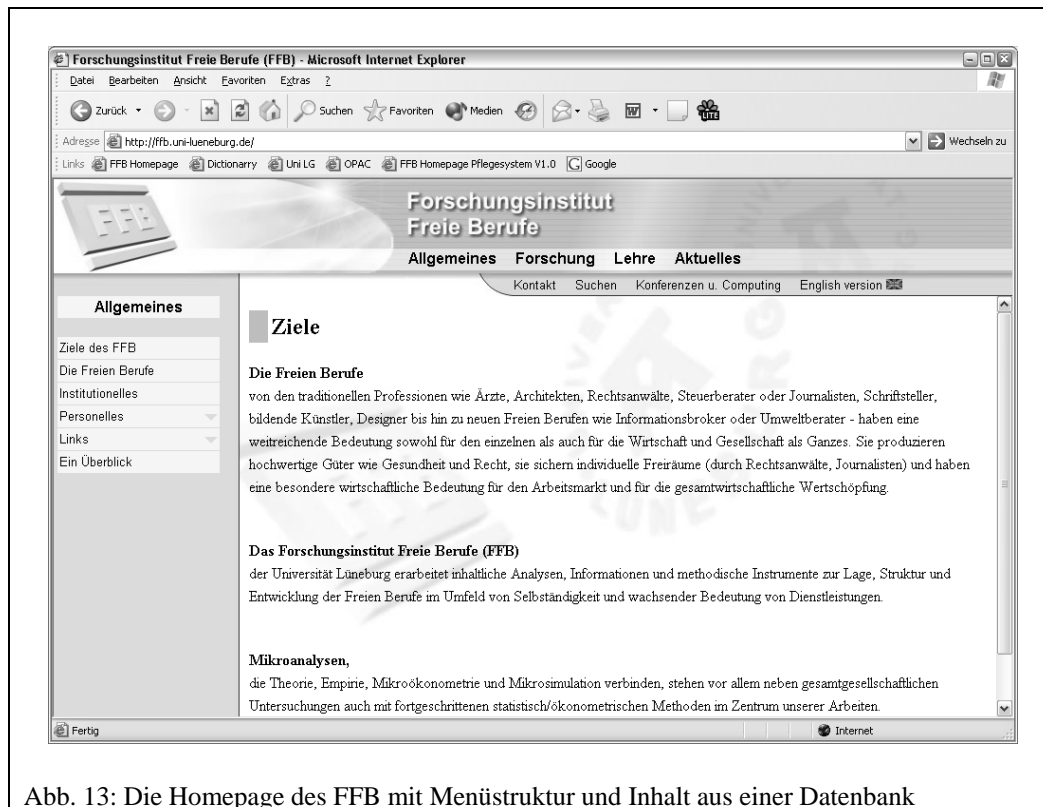 Forschungsinstitut Freie Berufe (FFB) - Microsoft Internet Explorer
Datei Bearbeiten Ansicht Favoriten Extras ?
Zurück Suchen Favoriten Medien
Adresse http://ffb.uni-lueneburg.de/ Wechseln zu
Links FFB Homepage Dictionarry Uni LG OPAC FFB Homepage Pflegesystem V1.0 Google
FFB
Forschungsinstitut
Freie Berufe
Allgemeines Forschung Lehre Aktuelles
Kontakt Suchen Konferenzen u. Computing English version
Allgemeines
Ziele des FFB
Die Freien Berufe
Institutionelles
Personelles
Links
Ein Überblick
Ziele
Die Freien Berufe
von den traditionellen Professionen wie Ärzte, Architekten, Rechtsanwälte, Steuerberater oder Journalisten, Schriftsteller,
bildende Künstler, Designer bis hin zu neuen Freien Berufen wie Informationsbroker oder Umweltberater - haben eine
weitreichende Bedeutung sowohl für den einzelnen als auch für die Wirtschaft und Gesellschaft als Ganzes. Sie produzieren
hochwertige Güter wie Gesundheit und Recht, sie sichern individuelle Freiräume (durch Rechtsanwälte, Journalisten) und haben
eine besondere wirtschaftliche Bedeutung für den Arbeitsmarkt und für die gesamtwirtschaftliche Wertschöpfung.
Das Forschungsinstitut Freie Berufe (FFB)
der Universität Lüneburg erarbeitet inhaltliche Analysen, Informationen und methodische Instrumente zur Lage, Struktur und
Entwicklung der Freien Berufe im Umfeld von Selbständigkeit und wachsender Bedeutung von Dienstleistungen.
Mikroanalysen,
die Theorie, Empirie, Mikroökonometrie und Mikrosimulation verbinden, stehen vor allem neben gesamtgesellschaftlichen
Untersuchungen auch mit fortgeschrittenen statistisch/ökonometrischen Methoden im Zentrum unserer Arbeiten.
Fertig Internet
Abb. 13: Die Homepage des FFB mit Menüstruktur und Inhalt aus einer Datenbank